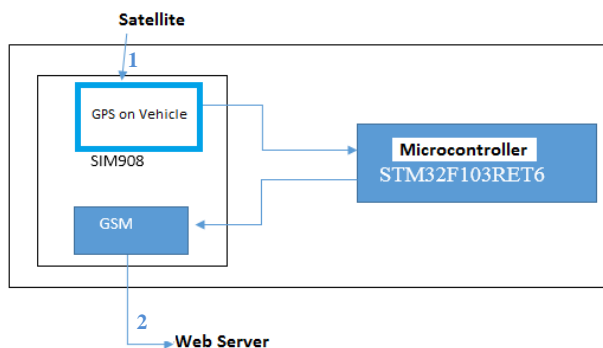 Satellite
1
GPS on Vehicle
SIM908
Microcontroller
STM32F103RET6
GSM
2
Web Server